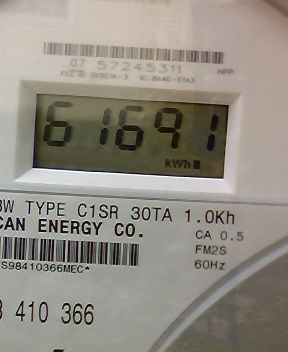 07 57245311 MPP
61691
kWh
3W TYPE C1SR 30TA 1.0Kh
CAN ENERGY CO.
CA 0.5
FM2S
S98410366MEC*
60Hz
3 410 366